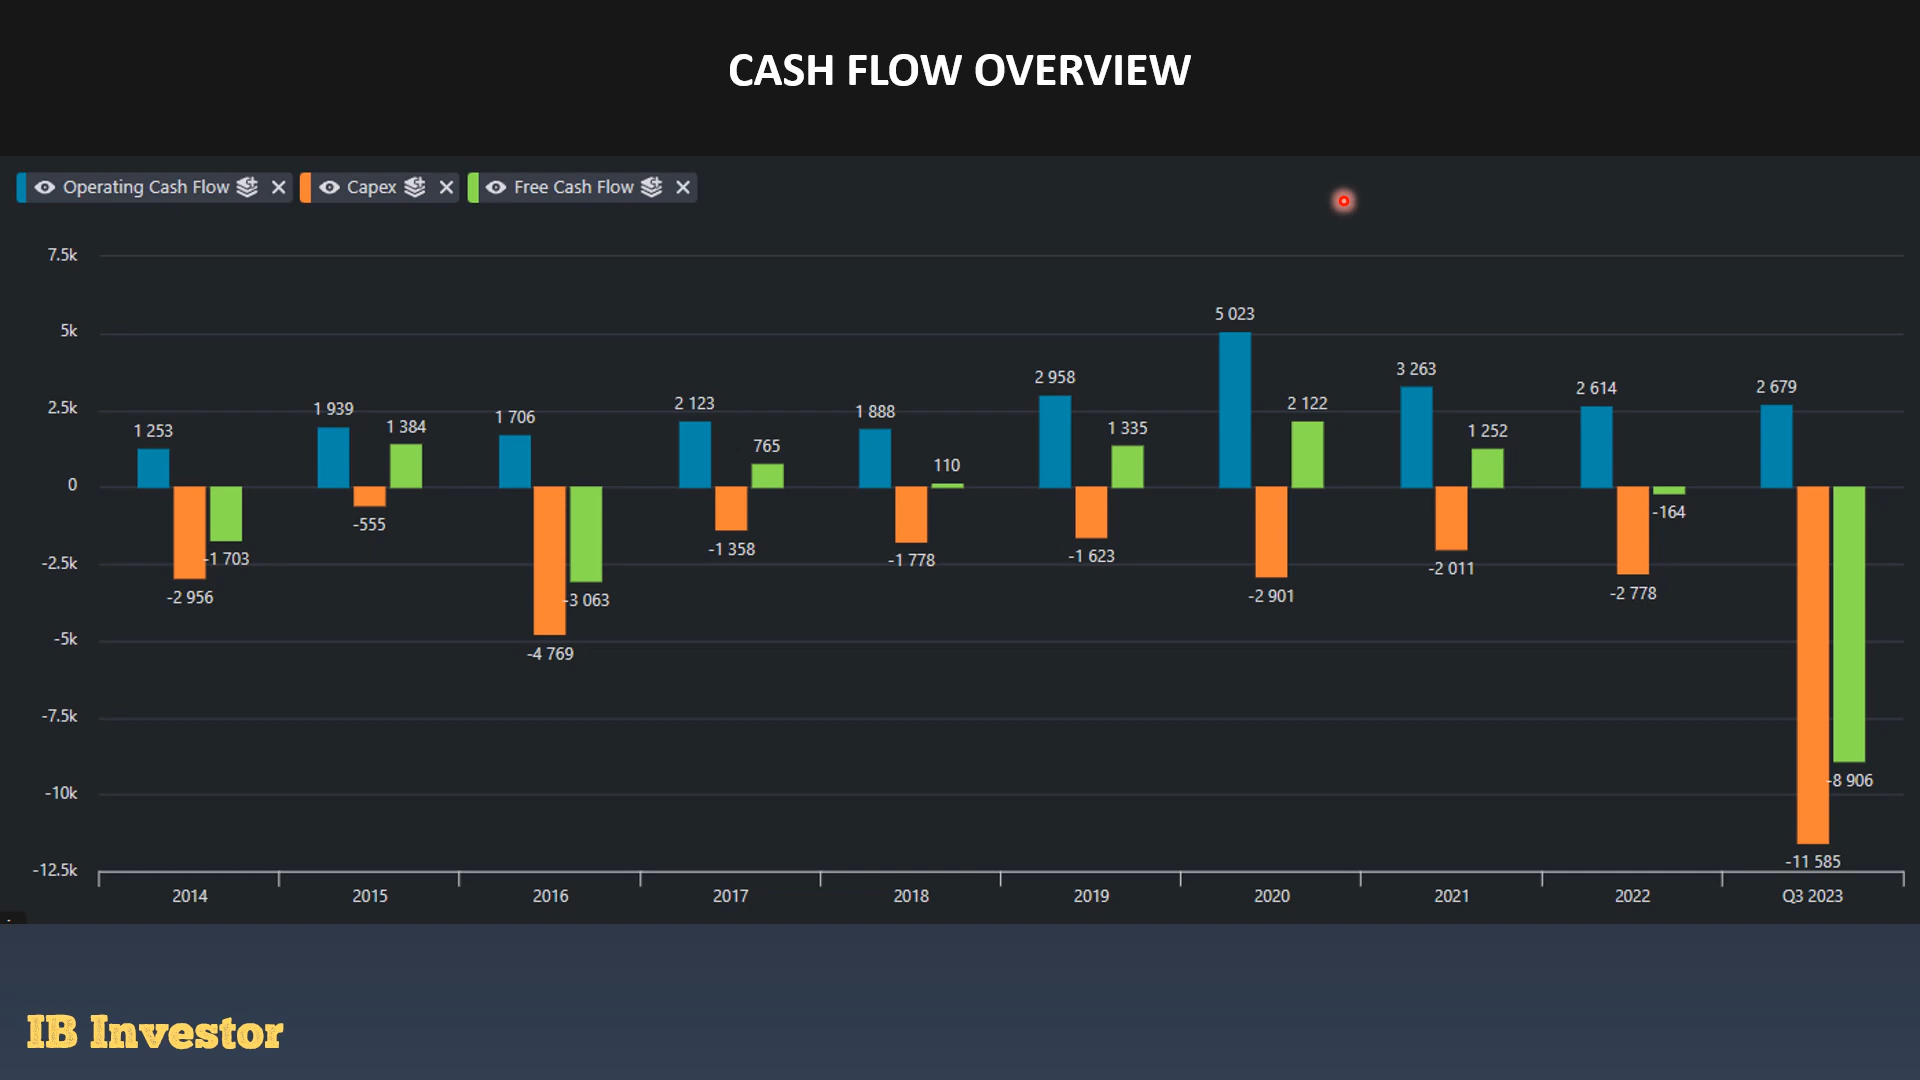 CASH FLOW OVERVIEW
Operating Cash Flow Capex Free Cash Flow
7.5k
5k
2.5k
0
-2.5k
-5k
-7.5k
-10k
-12.5k
1 253
-2 956
-1 703
1 939
-555
1 384
1 706
-4 769
-3 063
2 123
-1 358
765
1 888
-1 778
110
2 958
-1 623
1 335
5 023
-2 901
2 122
3 263
-2 011
1 252
2 614
-2 778
-164
2 679
-11 585
-8 906
2014 2015 2016 2017 2018 2019 2020 2021 2022 Q3 2023
IB Investor